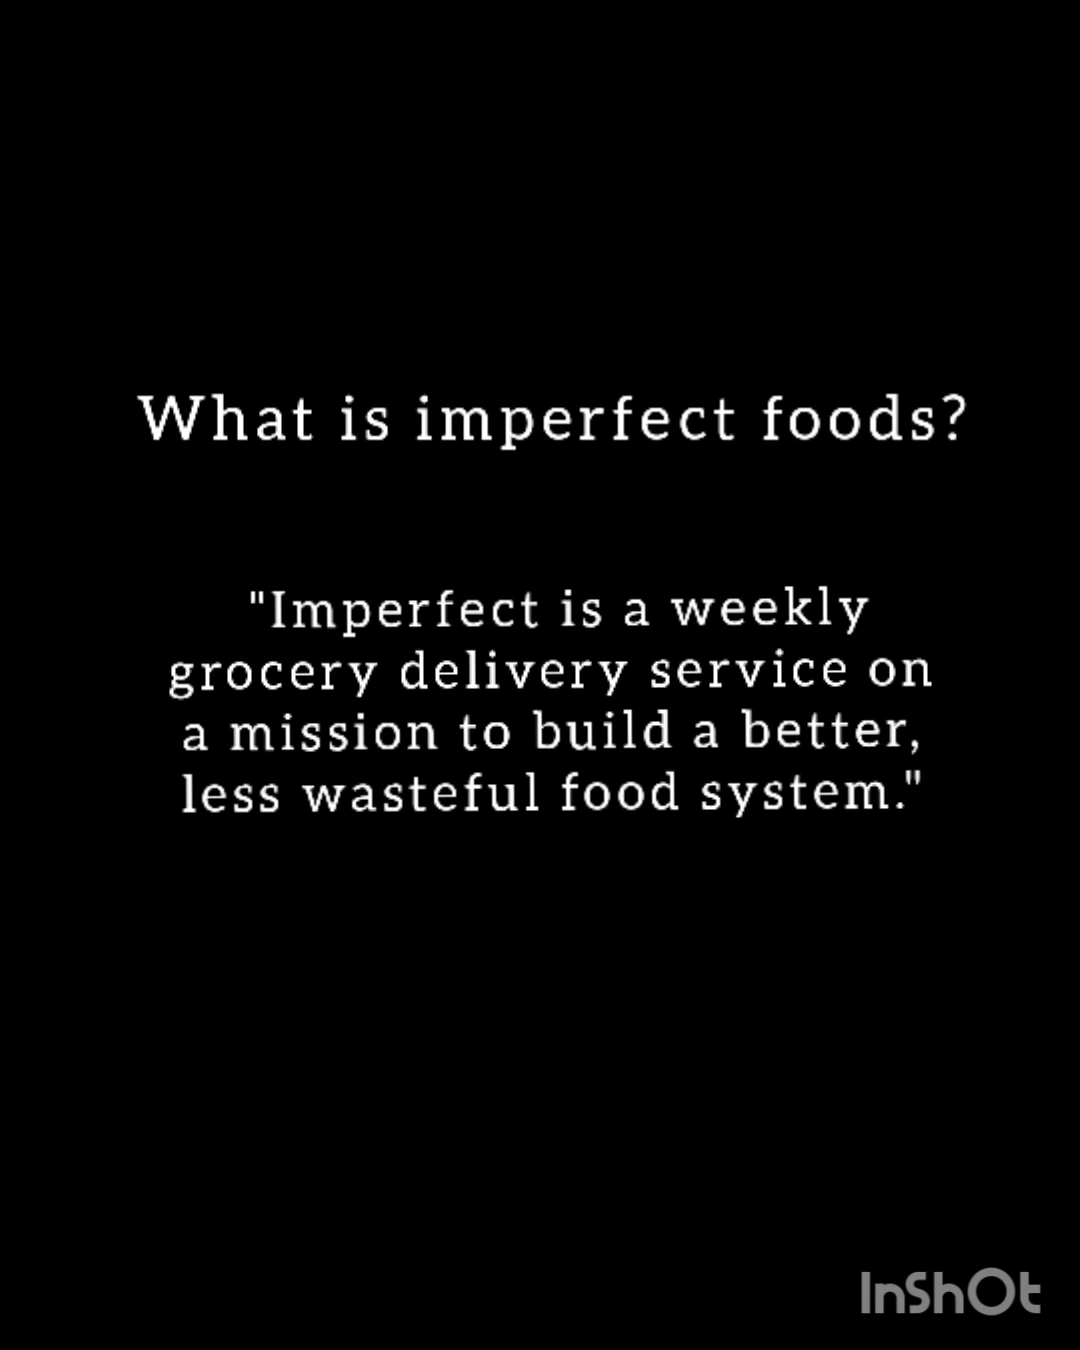 What is imperfect foods?
"Imperfect is a weekly
grocery delivery service on
a mission to build a better,
less wasteful food system."
InShOt